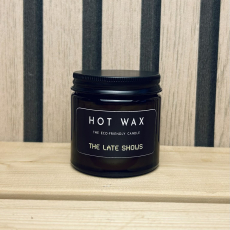 HOT WAX
THE ECO FRIENDLY CANDLE
THE LATE SHOWS